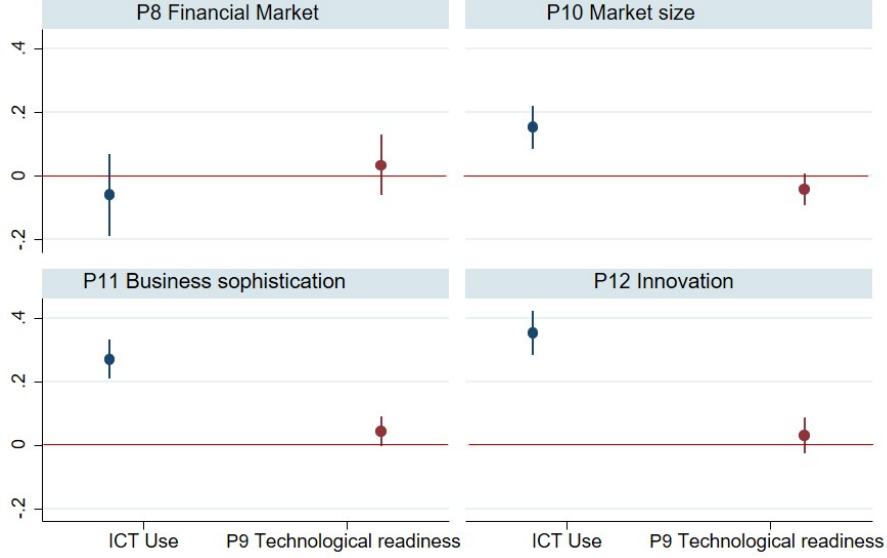 P8 Financial Market
P10 Market size
.4
.2
0
-.2
P11 Business sophistication
P12 Innovation
.4
.2
0
-.2
ICT Use
P9 Technological readiness
ICT Use
P9 Technological readiness